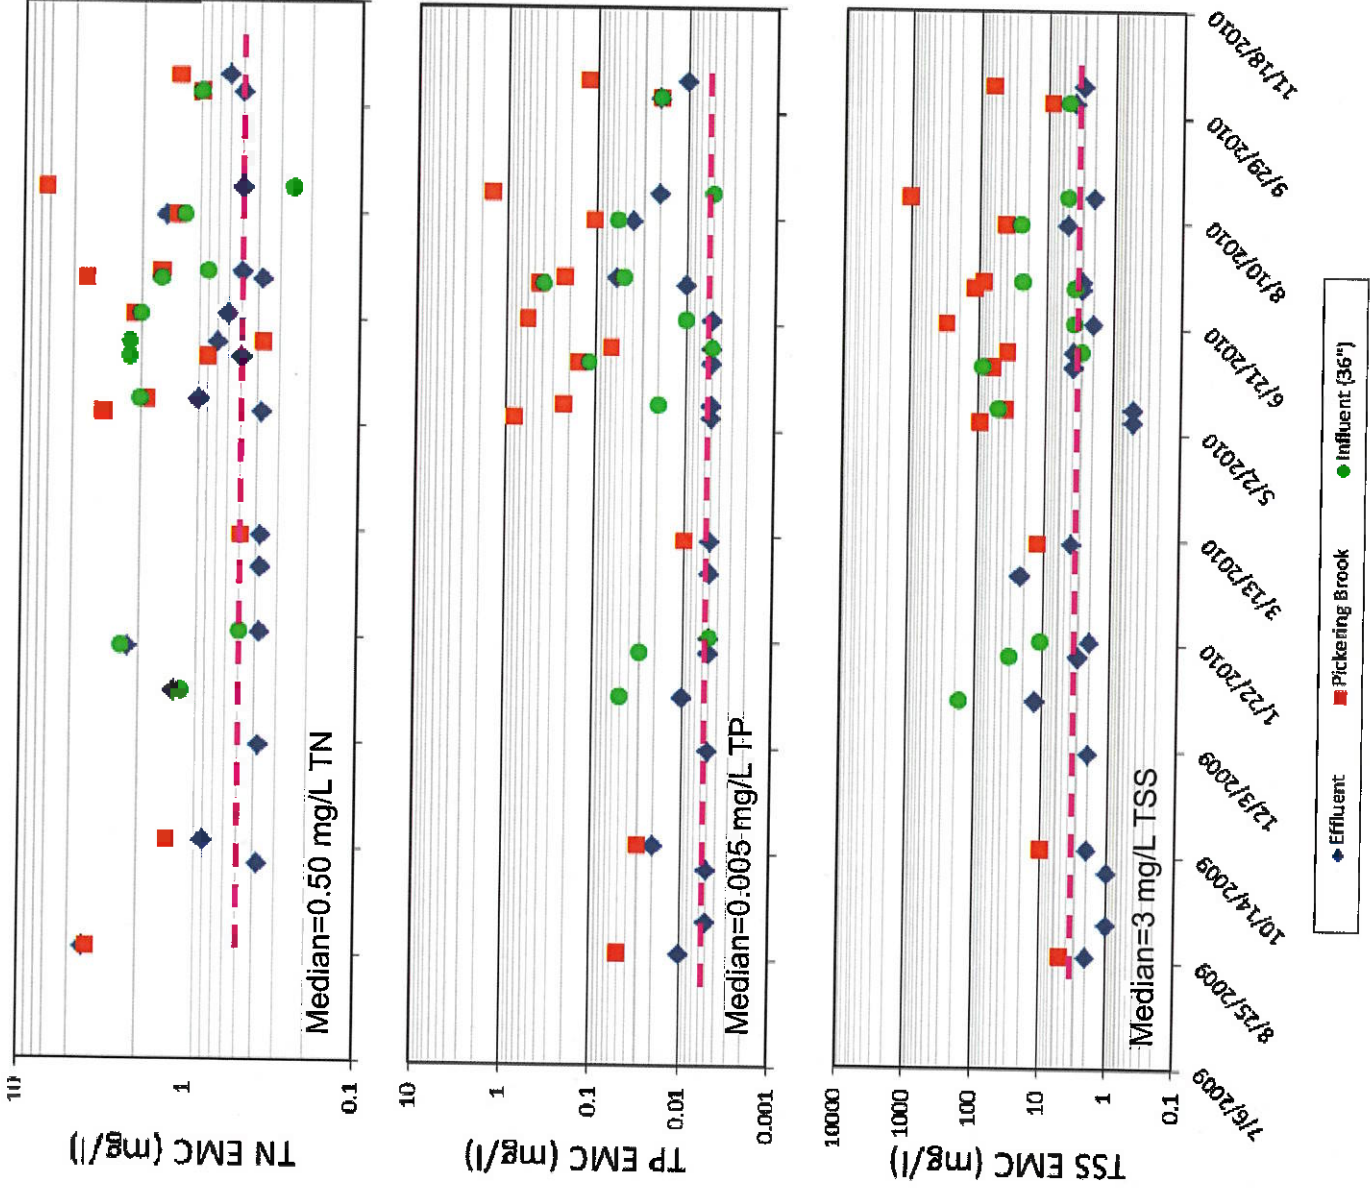 TN EMC (mg/l)
10
1
0.1
Median=0.50 mg/L TN
TP EMC (mg/l)
10
1
0.1
0.01
0.001
Median=0.005 mg/L TP
TSS EMC (mg/l)
10000
1000
100
10
1
0.1
Median=3 mg/L TSS
7/6/2009
8/25/2009
10/14/2009
12/3/2009
1/22/2010
3/13/2010
5/2/2010
6/21/2010
8/10/2010
9/29/2010
11/18/2010
Effluent
Pickering Brook
Influent (36")